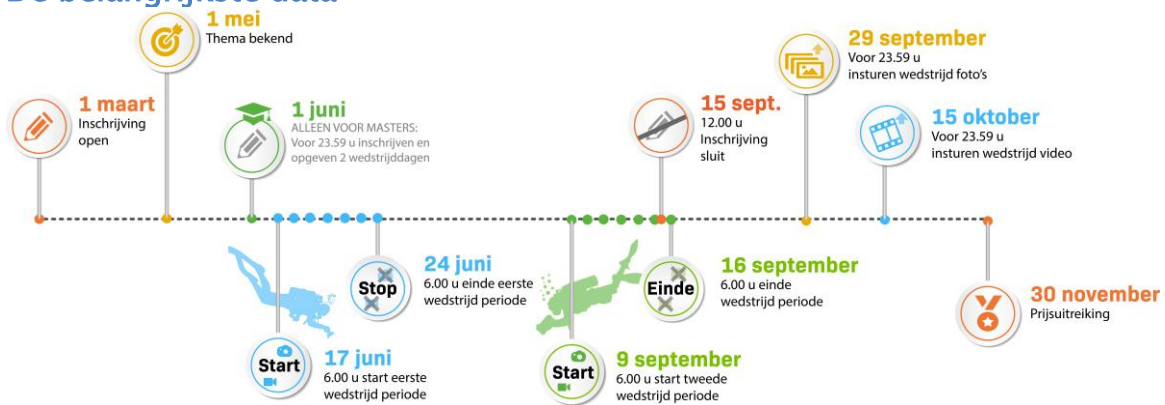 De belangrijkste data
1 maart
Inschrijving
open
1 mei
Thema bekend
1 juni
ALLEEN VOOR MASTERS:
Voor 23.59 u inschrijven en
opgeven 2 wedstrijddagen
Start
17 juni
6.00 u start eerste
wedstrijd periode
Stop
24 juni
6.00 u einde eerste
wedstrijd periode
Start
9 september
6.00 u start tweede
wedstrijd periode
15 sept.
12.00 u
Inschrijving
sluit
Einde
16 september
6.00 u einde
wedstrijd periode
29 september
Voor 23.59 u
insturen wedstrijd foto's
15 oktober
Voor 23.59 u
insturen wedstrijd video
30 november
Prijsuitreiking